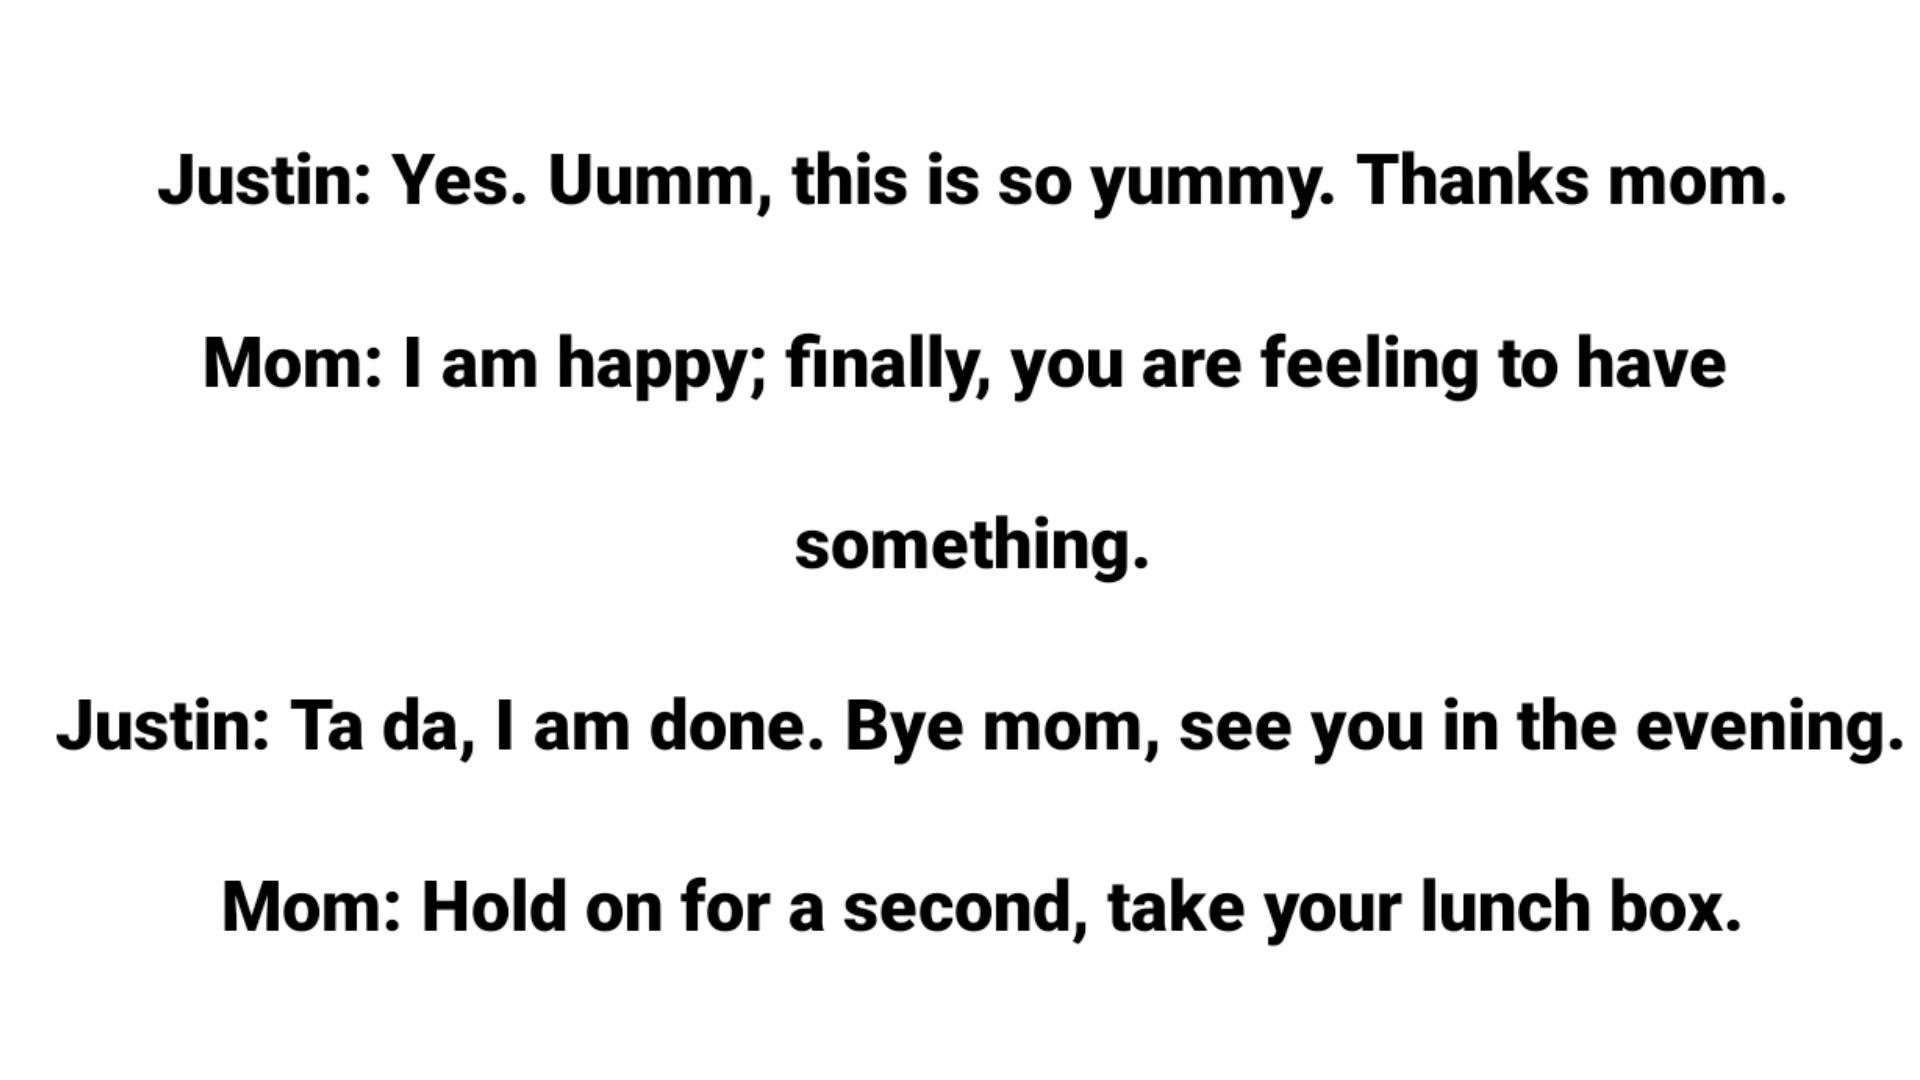 Justin: Yes. Uumm, this is so yummy. Thanks mom.
Mom: I am happy; finally, you are feeling to have
something.
Justin: Ta da, I am done. Bye mom, see you in the evening.
Mom: Hold on for a second, take your lunch box.